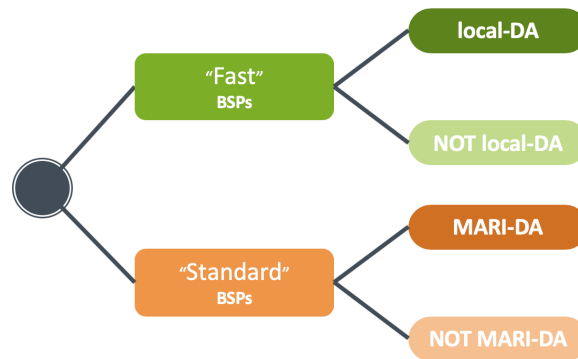 local-DA
"Fast"
BSPs
NOT local-DA
MARI-DA
"Standard"
BSPs
NOT MARI-DA